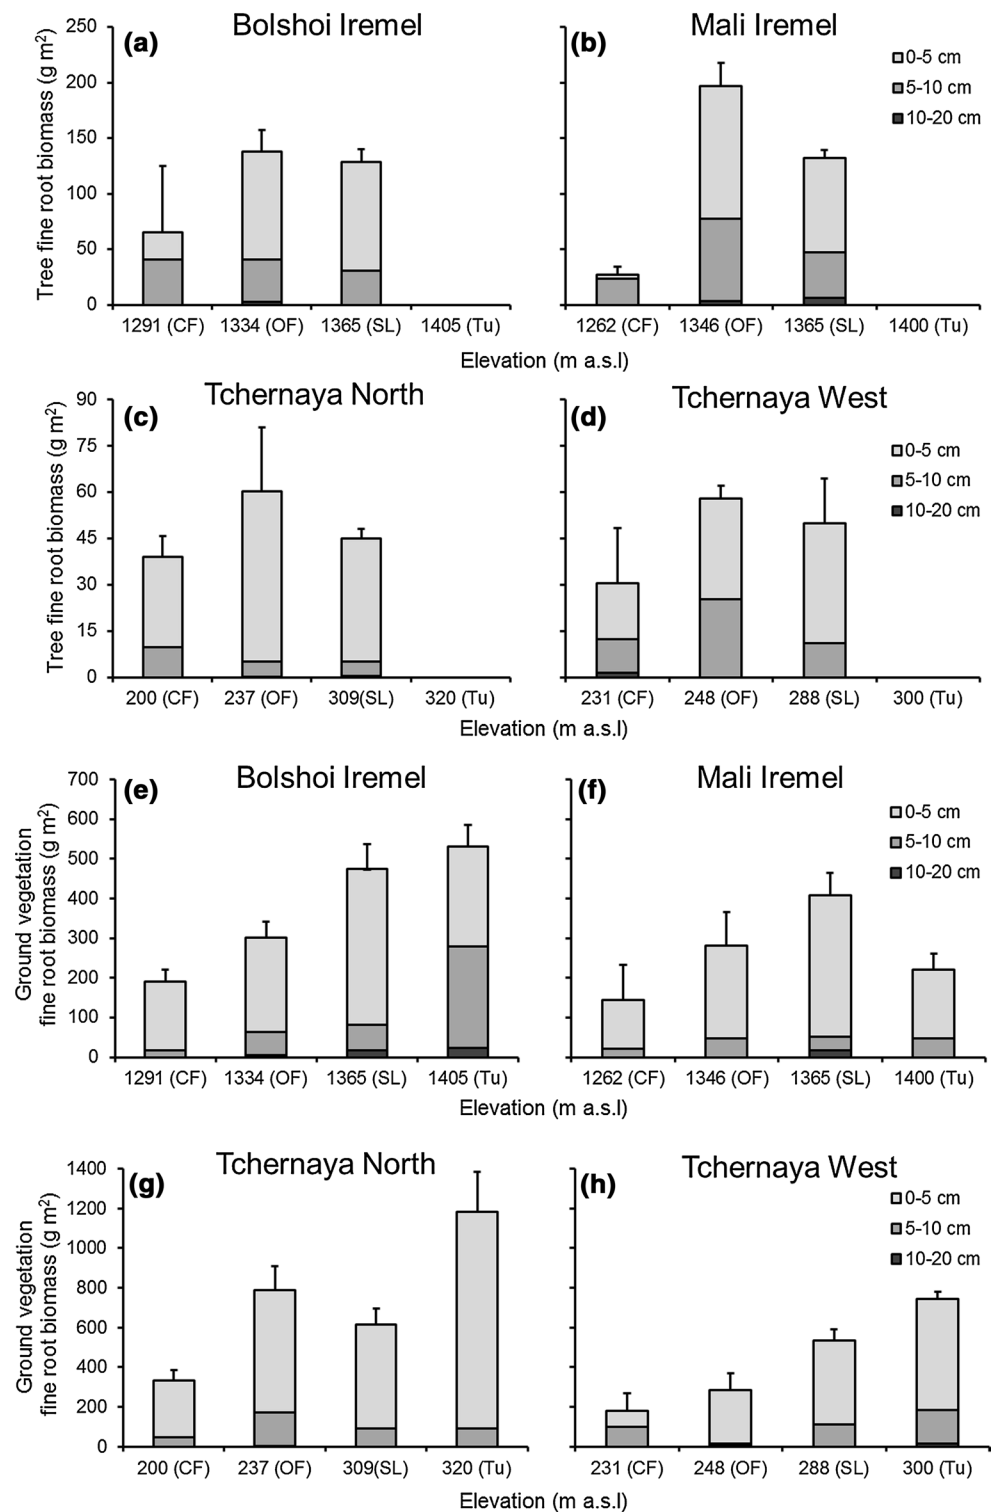 Bolshoi Iremel
Mali Iremel
(a)
(b)
Tree fine root biomass (g m²)
250
200
150
100
50
0
0-5 cm
5-10 cm
10-20 cm
1291 (CF) 1334 (OF) 1365 (SL) 1405 (Tu)
1262 (CF) 1346 (OF) 1365 (SL) 1400 (Tu)
Elevation (m a.s.l)
Tchernaya North
Tchernaya West
(c)
(d)
Tree fine root biomass (g m²)
90
75
60
45
30
15
0
0-5 cm
5-10 cm
10-20 cm
200 (CF) 237 (OF) 309(SL) 320 (Tu)
231 (CF) 248 (OF) 288 (SL) 300 (Tu)
Elevation (m a.s.l)
Bolshoi Iremel
Mali Iremel
(e)
(f)
Ground vegetation
fine root biomass (g m²)
700
600
500
400
300
200
100
0
0-5 cm
5-10 cm
10-20 cm
1291 (CF) 1334 (OF) 1365 (SL) 1405 (Tu)
1262 (CF) 1346 (OF) 1365 (SL) 1400 (Tu)
Elevation (m a.s.l)
Tchernaya North
Tchernaya West
(g)
(h)
Ground vegetation
fine root biomass (g m²)
1400
1200
1000
800
600
400
200
0
0-5 cm
5-10 cm
10-20 cm
200 (CF) 237 (OF) 309(SL) 320 (Tu)
231 (CF) 248 (OF) 288 (SL) 300 (Tu)
Elevation (m a.s.l)